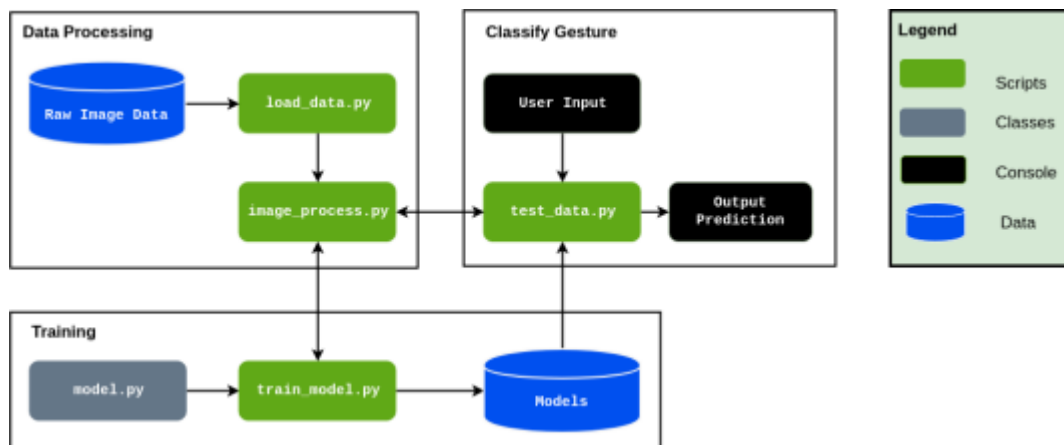 Data Processing
Raw Image Data
load_data.py
image_process.py
Classify Gesture
User Input
test_data.py
Output
Prediction
Training
model.py
train_model.py
Models
Legend
Scripts
Classes
Console
Data